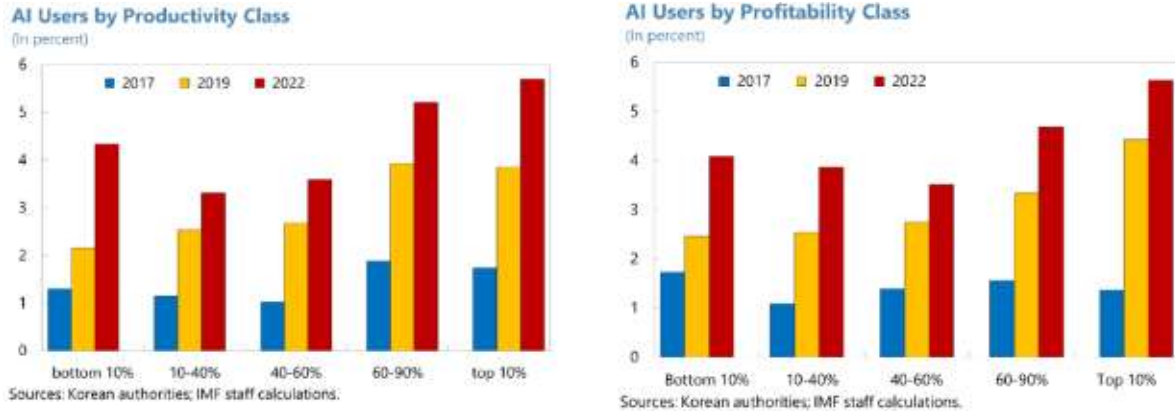 AI Users by Productivity Class
(In percent)
2017 2019 2022
6
5
4
3
2
1
0
bottom 10% 10-40% 40-60% 60-90% top 10%
Sources: Korean authorities; IMF staff calculations.
AI Users by Profitability Class
(In percent)
2017 2019 2022
6
5
4
3
2
1
0
Bottom 10% 10-40% 40-60% 60-90% Top 10%
Sources: Korean authorities; IMF staff calculations.